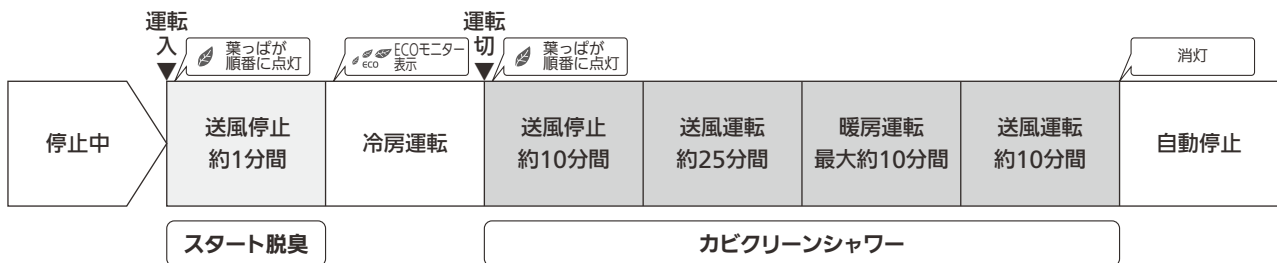 運転
入
葉っぱが
順番に点灯
eco
ECOモニター
表示
運転
切
葉っぱが
順番に点灯
消灯
停止中
送風停止
約1分間
冷房運転
送風停止
約10分間
送風運転
約25分間
暖房運転
最大約10分間
送風運転
約10分間
自動停止
スタート脱臭
カビクリーンシャワー